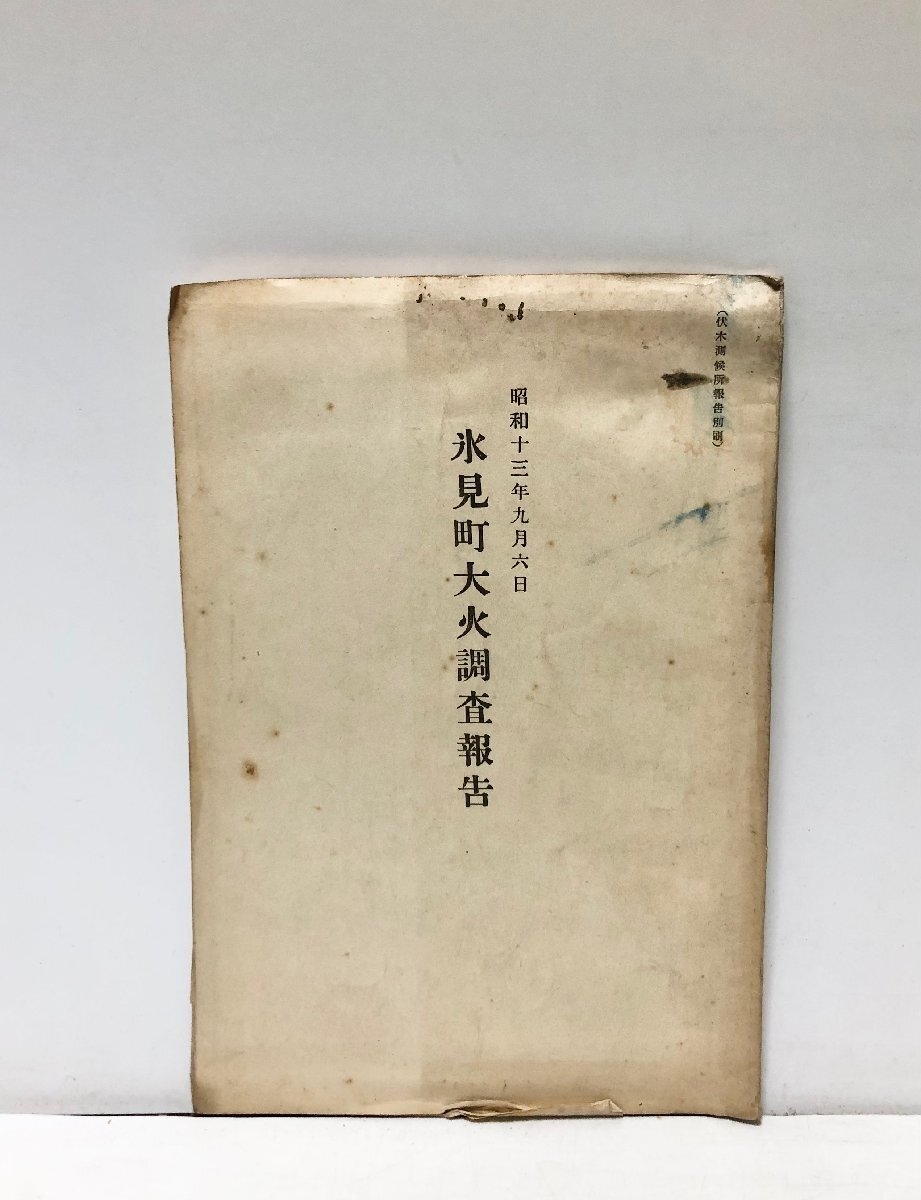 (伏木測候所報告別刷)
昭和十三年九月六日
氷見町大火調査報告